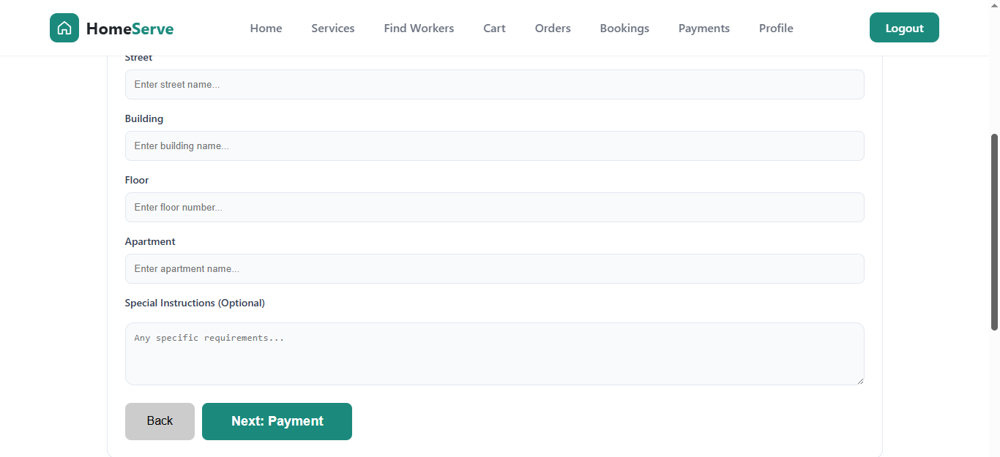 HomeServe Home Services Find Workers Cart Orders Bookings Payments Profile Logout
Street
Enter street name...
Building
Enter building name...
Floor
Enter floor number...
Apartment
Enter apartment name...
Special Instructions (Optional)
Any specific requirements...
Back Next: Payment